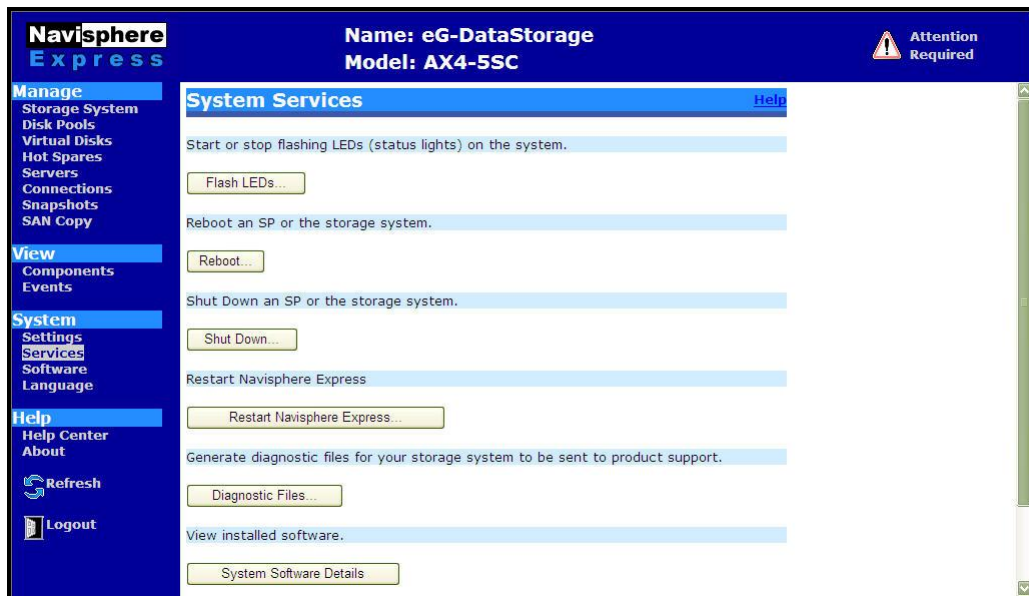 Navisphere
Express
Name: eG-DataStorage
Model: AX4-5SC
Attention
Required
Manage
Storage System
Disk Pools
Virtual Disks
Hot Spares
Servers
Connections
Snapshots
SAN Copy
View
Components
Events
System
Settings
Services
Software
Language
Help
Help Center
About
Refresh
Logout
System Services
Help
Start or stop flashing LEDs (status lights) on the system.
Flash LEDs...
Reboot an SP or the storage system.
Reboot...
Shut Down an SP or the storage system.
Shut Down...
Restart Navisphere Express
Restart Navisphere Express...
Generate diagnostic files for your storage system to be sent to product support.
Diagnostic Files...
View installed software.
System Software Details